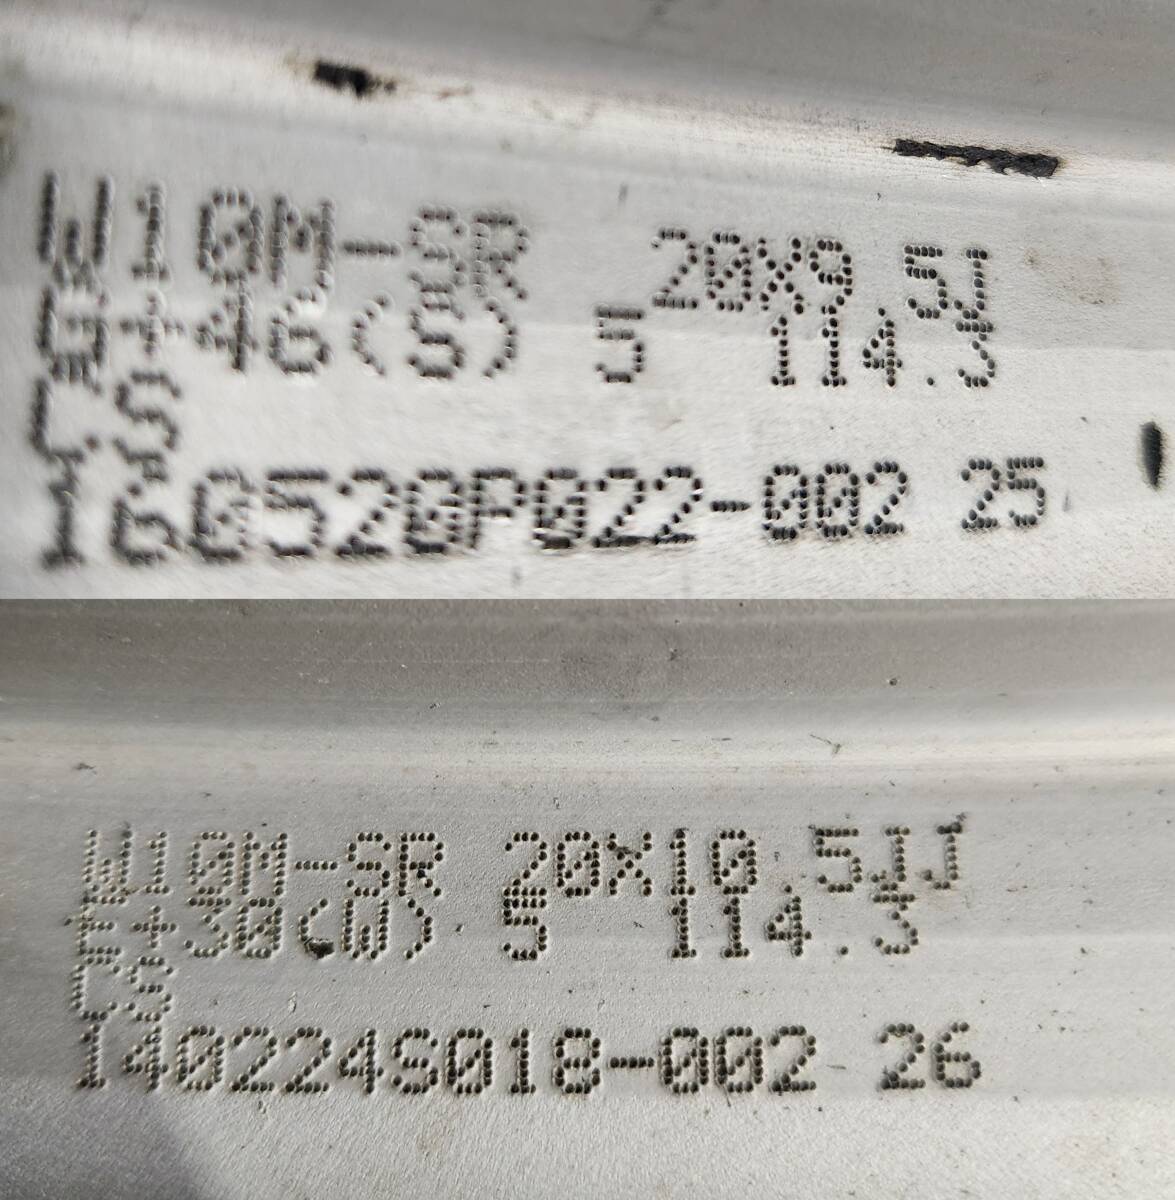 W10M-SR 20X9.5J
+46(S) 5 114.3
CS
160520P022-002 25
W10M-SR 20X10.5JJ
E+30(W) 5 114.3
CS
140224S018-002 26